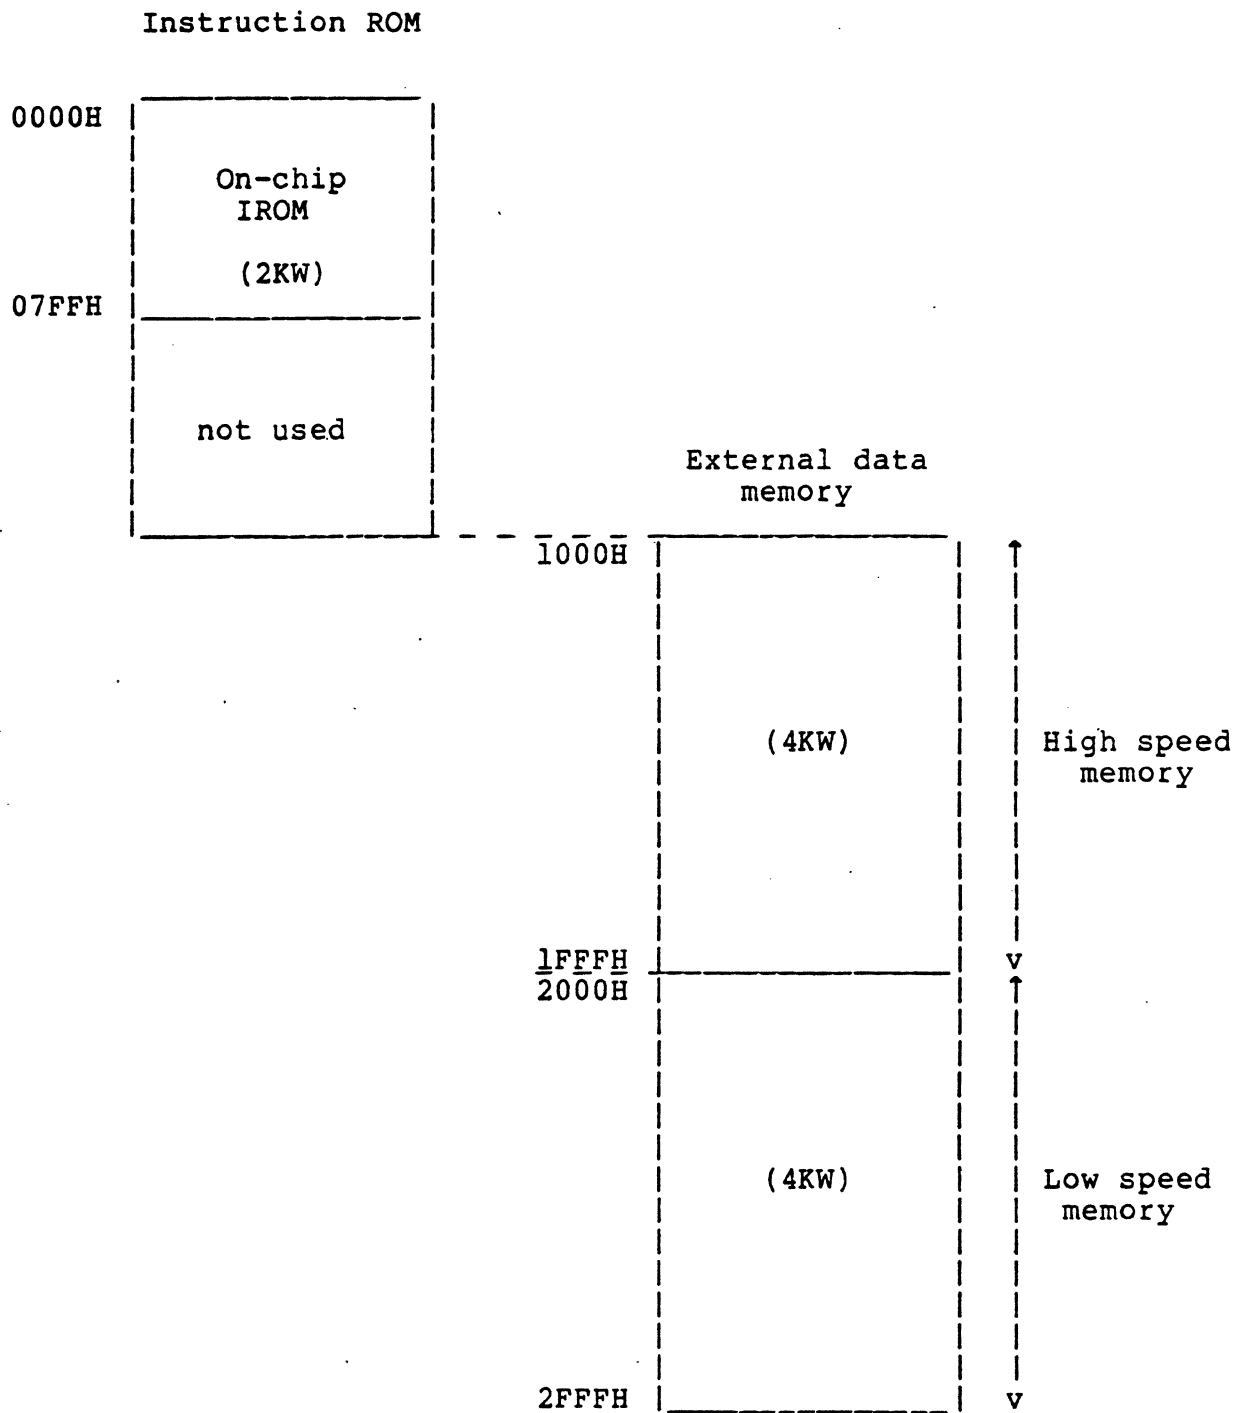 Instruction ROM
0000H
On-chip
IROM
(2KW)
07FFH
not used
External data
memory
1000H
(4KW)
High speed
memory
1FFFH
2000H
(4KW)
Low speed
memory
2FFFH